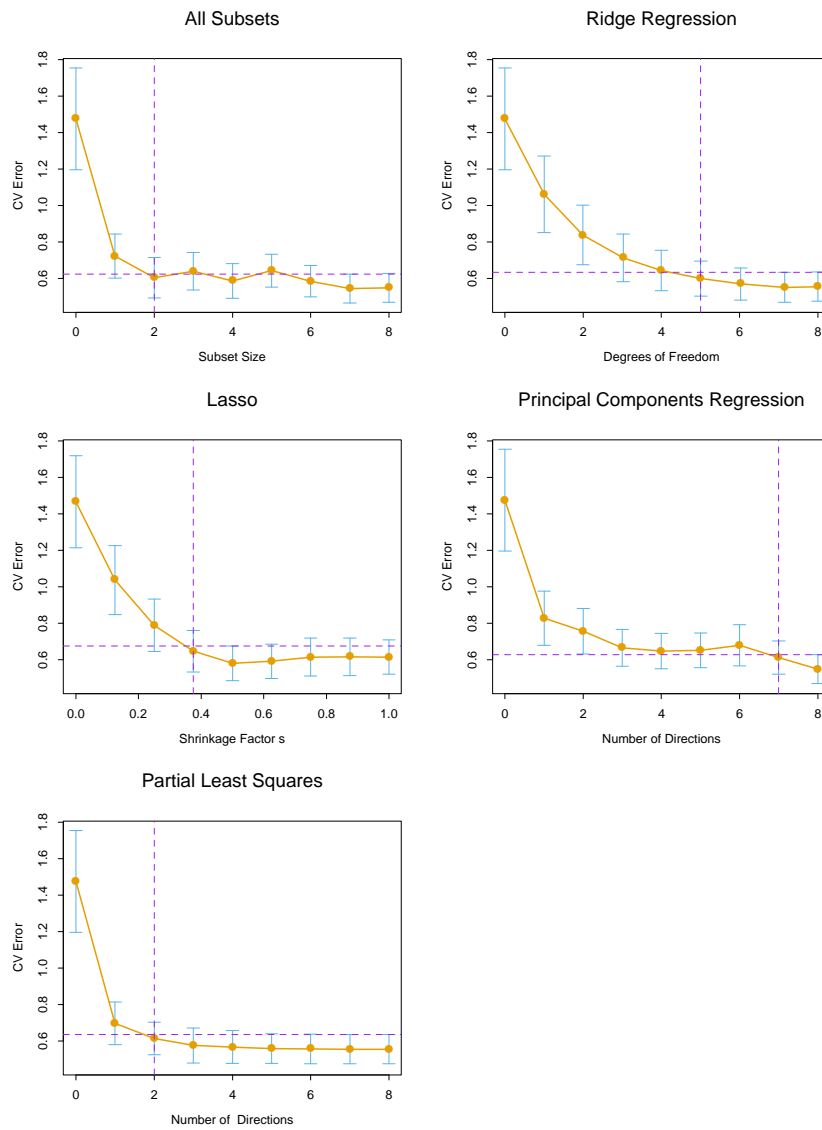 All Subsets
1.8
1.6
1.4
1.2
1.0
0.8
0.6
CV Error
0 2 4 6 8
Subset Size
Ridge Regression
1.8
1.6
1.4
1.2
1.0
0.8
0.6
CV Error
0 2 4 6 8
Degrees of Freedom
Lasso
1.8
1.6
1.4
1.2
1.0
0.8
0.6
CV Error
0.0 0.2 0.4 0.6 0.8 1.0
Shrinkage Factor s
Principal Components Regression
1.8
1.6
1.4
1.2
1.0
0.8
0.6
CV Error
0 2 4 6 8
Number of Directions
Partial Least Squares
1.8
1.6
1.4
1.2
1.0
0.8
0.6
CV Error
0 2 4 6 8
Number of Directions